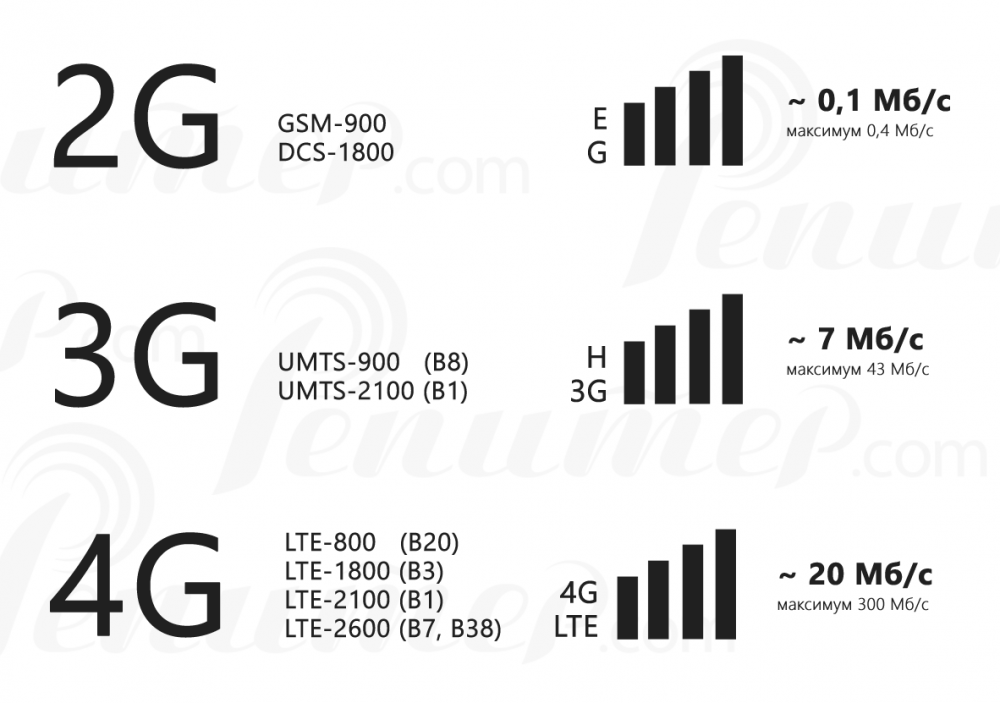 2G
GSM-900
DCS-1800
E
G
~ 0,1 Мб/с
максимум 0,4 Мб/с
3G
UMTS-900 (B8)
UMTS-2100 (B1)
H
3G
~ 7 Мб/с
максимум 43 Мб/с
4G
LTE-800 (B20)
LTE-1800 (B3)
LTE-2100 (B1)
LTE-2600 (B7, B38)
4G
LTE
~ 20 Мб/с
максимум 300 Мб/с
Репитер.com